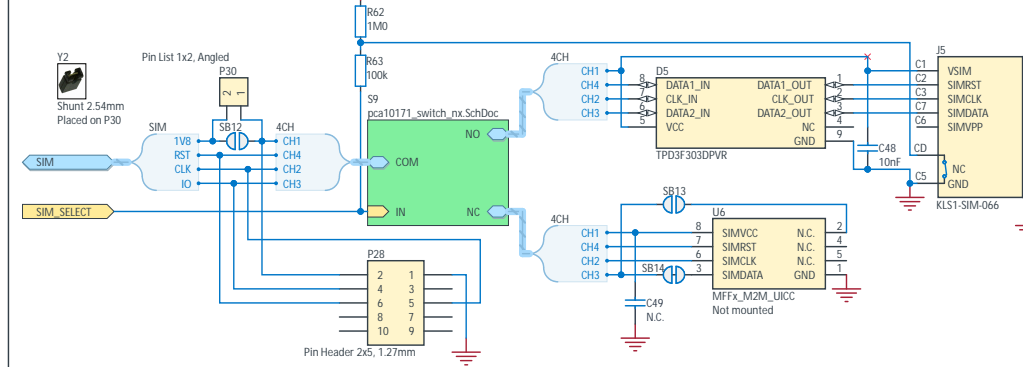 R62
1M0
R63
100k
Y2
Shunt 2.54mm
Placed on P30
Pin List 1x2, Angled
P30
2 1
SB12
SIM
1V8
RST
CLK
IO
4CH
CH1
CH4
CH2
CH3
SIM
SIM_SELECT
S9
pca10171_switch_nx.SchDoc
NO
COM
NC
IN
4CH
CH1
CH4
CH2
CH3
D5
8 DATA1_IN DATA1_OUT 1
7 CLK_IN CLK_OUT 2
6 DATA2_IN DATA2_OUT 3
5 VCC NC 4
GND 9
TPD3F303DPVR
C48
10nF
J5
C1 VSIM
C2 SIMRST
C3 SIMCLK
C7 SIMDATA
C6 SIMVPP
CD
NC
C5 GND
KLS1-SIM-066
4CH
CH1
CH4
CH2
CH3
SB13
SB14
U6
8 SIMVCC N.C. 2
7 SIMRST N.C. 4
6 SIMCLK N.C. 5
3 SIMDATA GND 1
MFFx_M2M_UICC
Not mounted
C49
N.C.
P28
2 1
4 3
6 5
8 7
10 9
Pin Header 2x5, 1.27mm